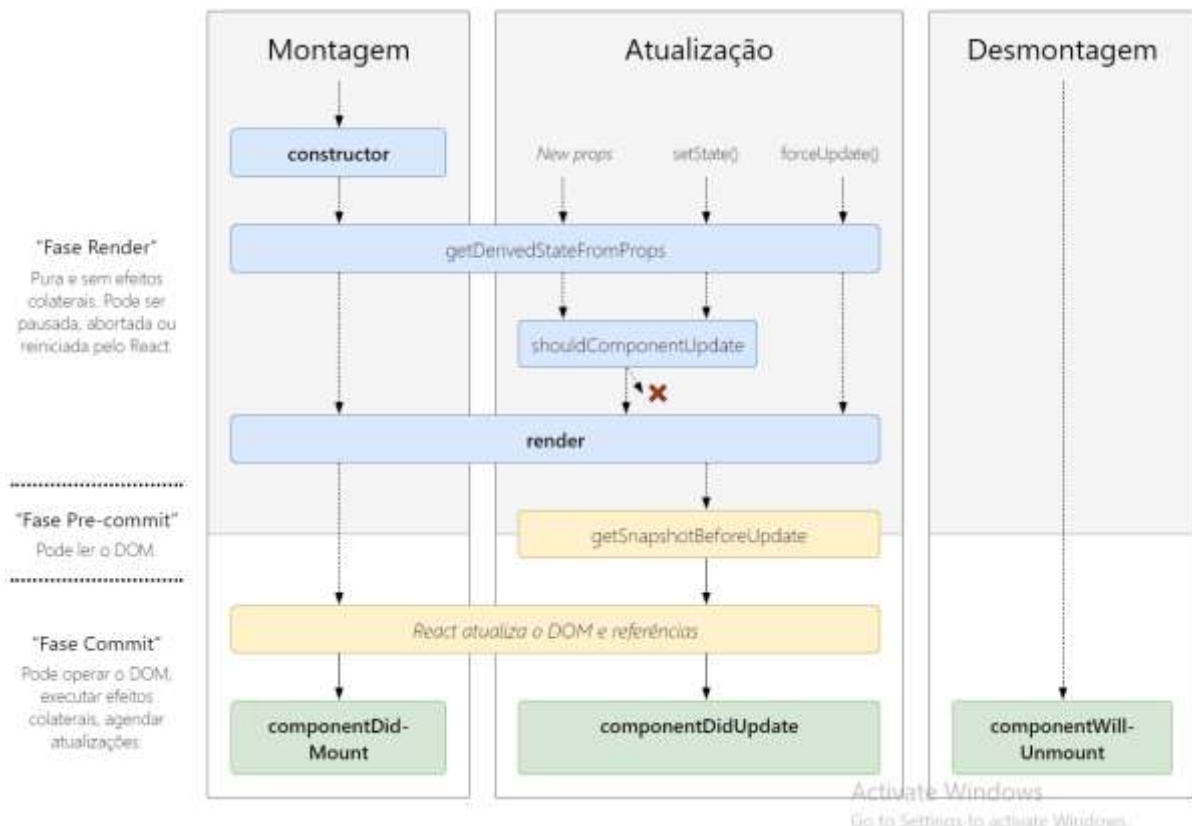 Montagem
Atualização
Desmontagem
constructor
New props
setState()
forceUpdate()
"Fase Render"
Pura e sem efeitos
colaterais. Pode ser
pausada, abortada ou
reiniciada pelo React.
getDerivedStateFromProps
shouldComponentUpdate
render
"Fase Pre-commit"
Pode ler o DOM.
getSnapshotBeforeUpdate
"Fase Commit"
Pode operar o DOM,
executar efeitos
colaterais, agendar
atualizações.
React atualiza o DOM e referências
componentDid-
Mount
componentDidUpdate
componentWill-
Unmount
Activate Windows
Go to Settings to activate Windows.